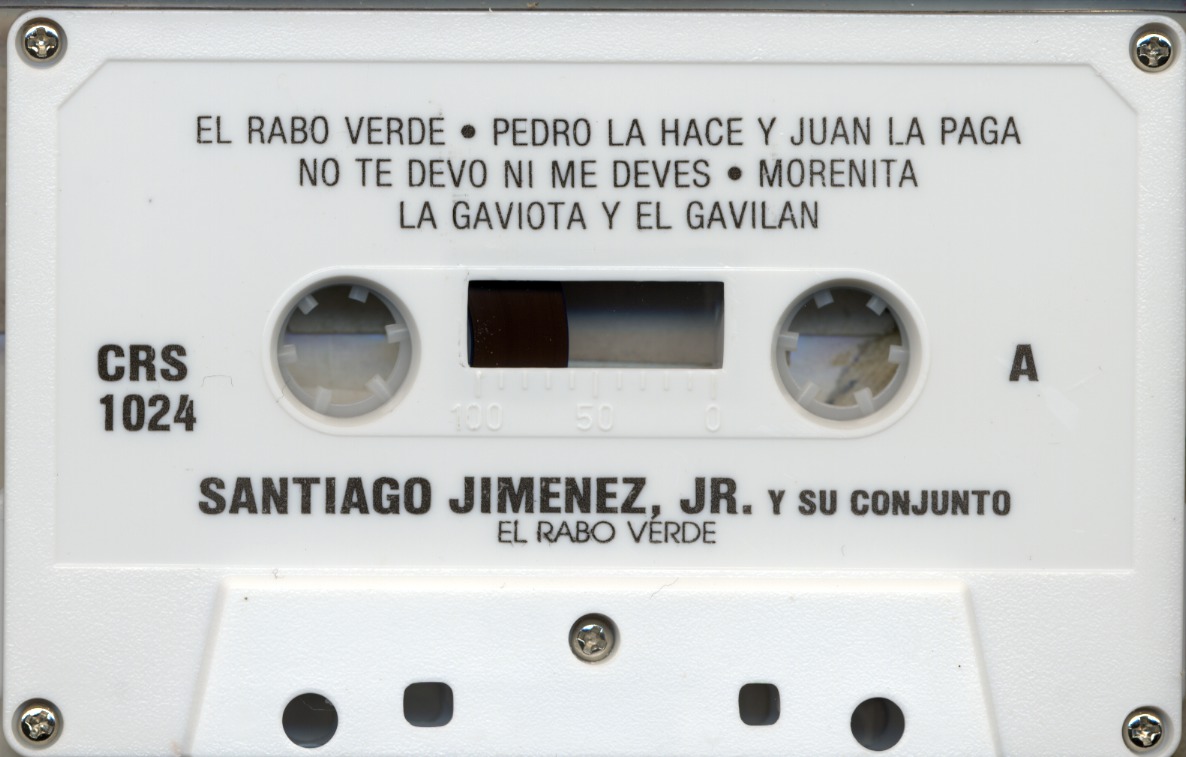 EL RABO VERDE • PEDRO LA HACE Y JUAN LA PAGA
NO TE DEVO NI ME DEVES • MORENITA
LA GAVIOTA Y EL GAVILAN
CRS
1024
A
100 50 0
SANTIAGO JIMENEZ, JR. Y SU CONJUNTO
EL RABO VERDE